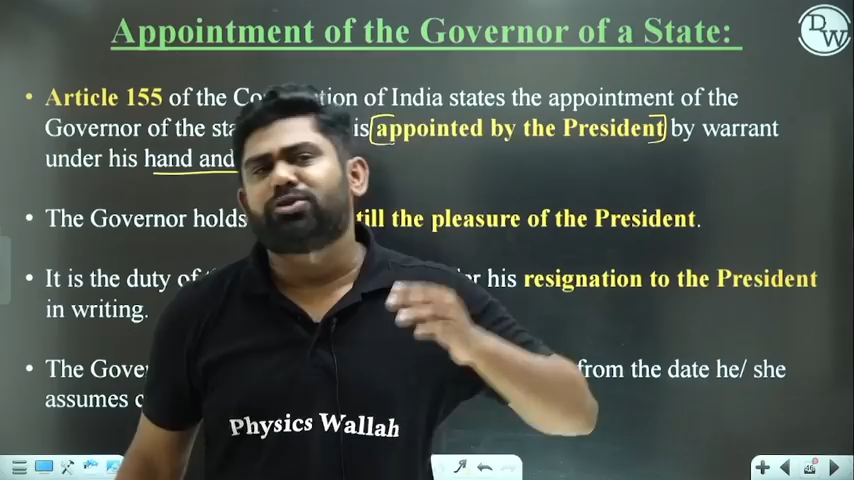 Appointment of the Governor of a State:
PW
Article 155 of the Co tion of India states the appointment of the
Governor of the sta is appointed by the President by warrant
under his hand and
The Governor holds till the pleasure of the President.
It is the duty of his resignation to the President
in writing.
The Gove from the date he/ she
assumes
Physics Wallah
46